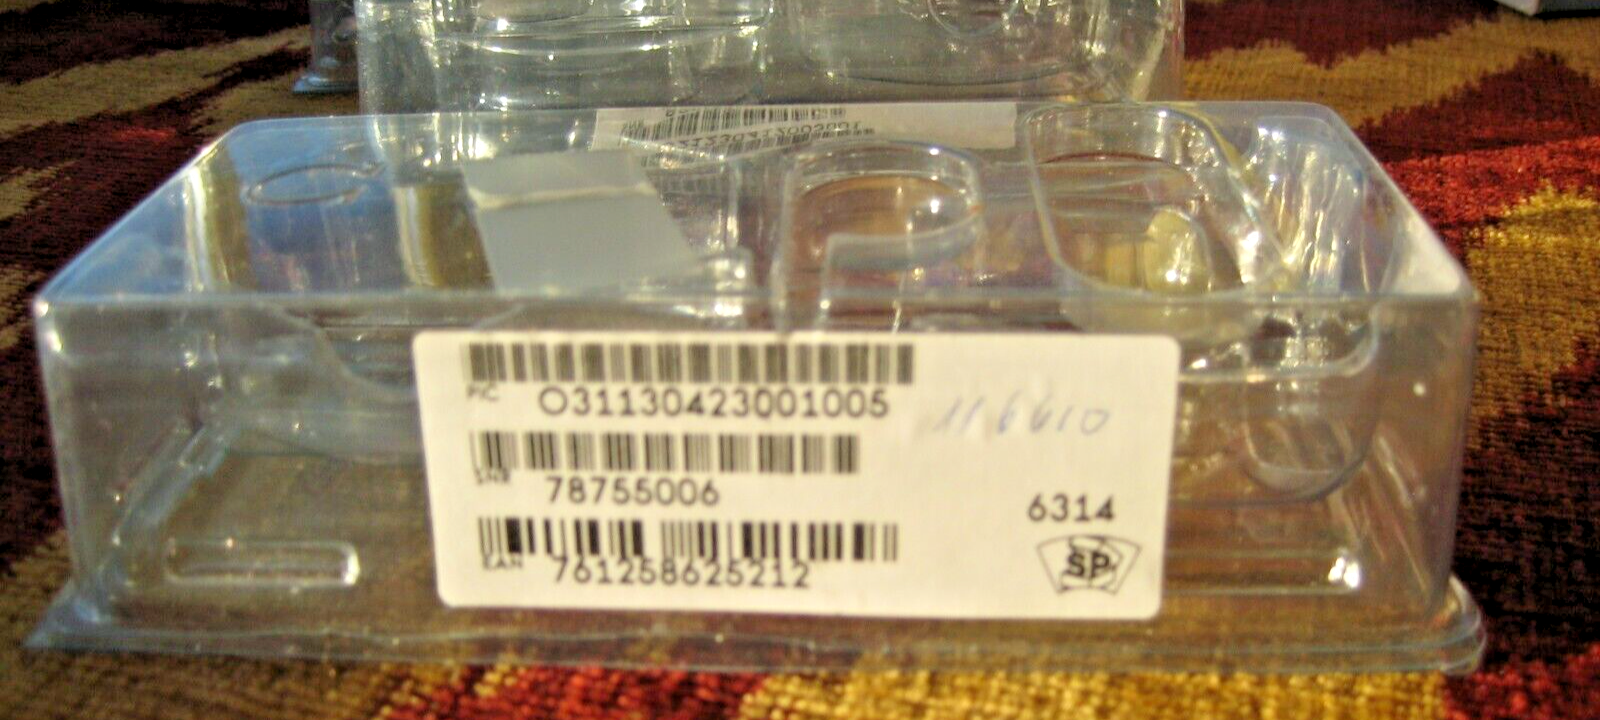 PIC O31130423001005
116610
SNR 78755006
6314
EAN 761258625212
SP